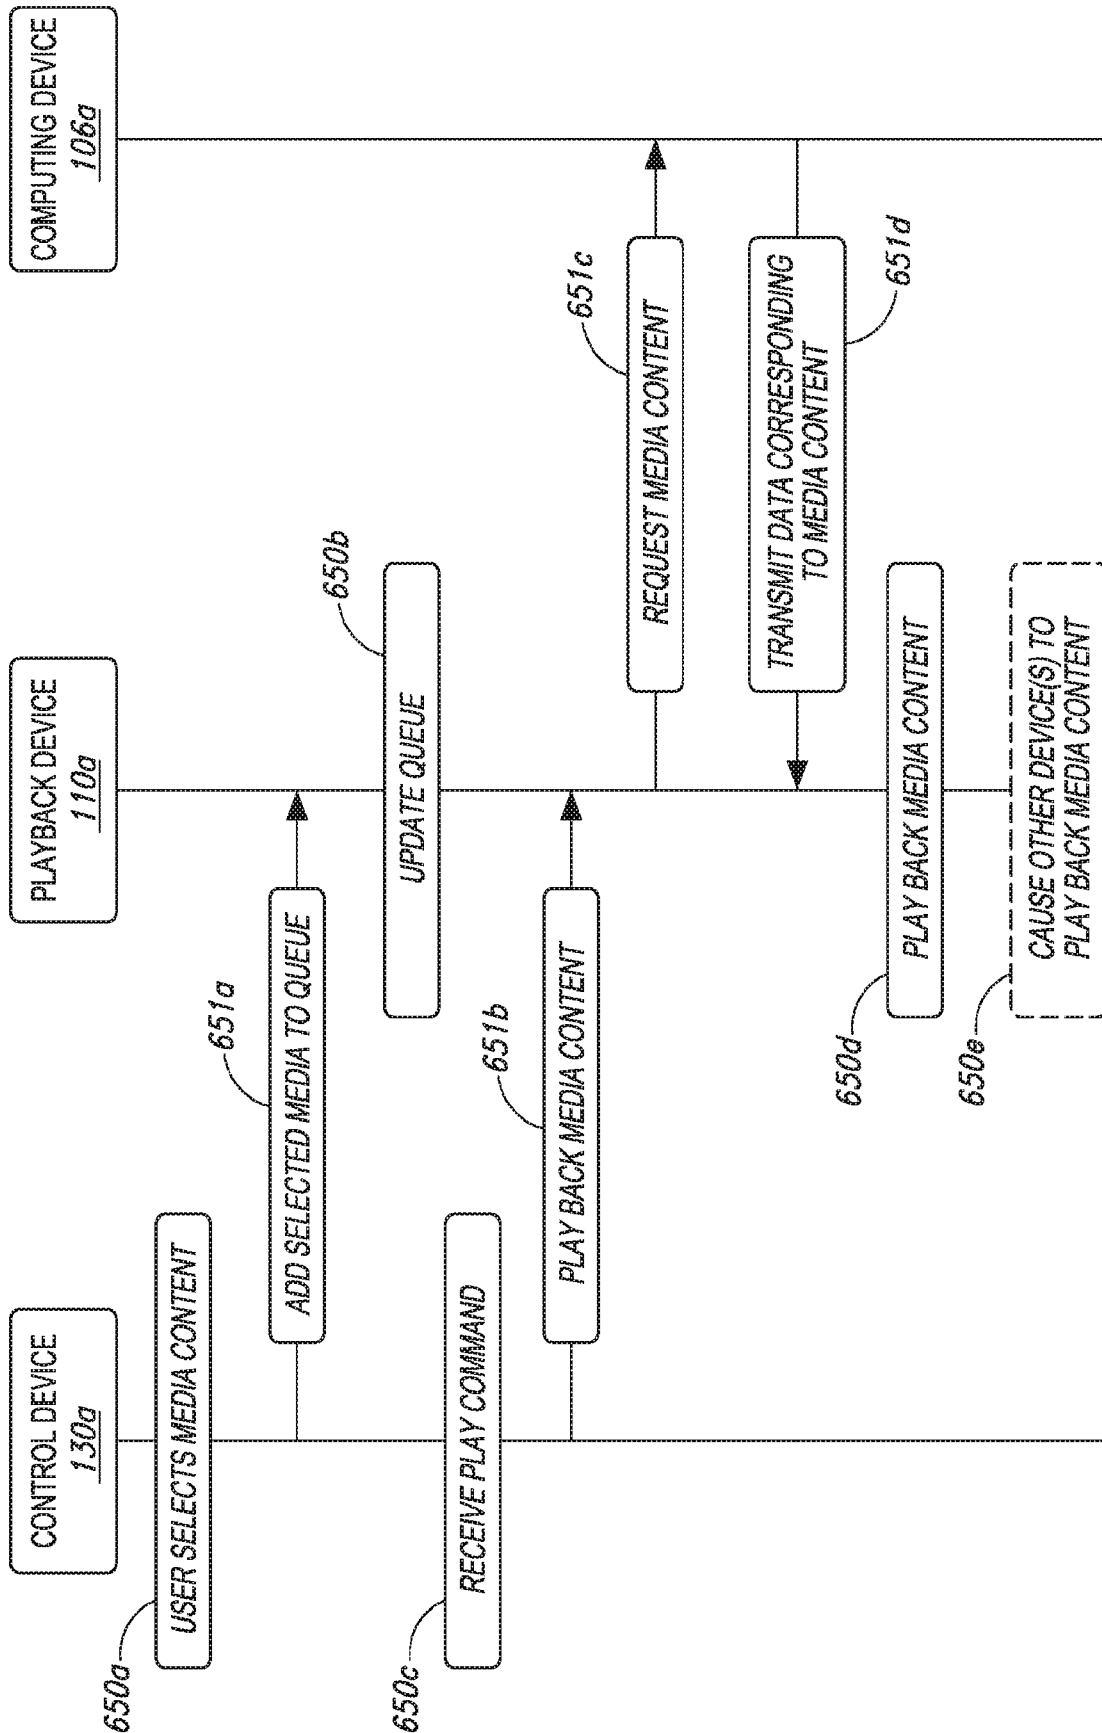 CONTROL DEVICE
130a
PLAYBACK DEVICE
110a
COMPUTING DEVICE
106a
650a
USER SELECTS MEDIA CONTENT
651a
ADD SELECTED MEDIA TO QUEUE
650b
UPDATE QUEUE
650c
RECEIVE PLAY COMMAND
651b
PLAY BACK MEDIA CONTENT
651c
REQUEST MEDIA CONTENT
651d
TRANSMIT DATA CORRESPONDING
TO MEDIA CONTENT
650d
PLAY BACK MEDIA CONTENT
650e
CAUSE OTHER DEVICE(S) TO
PLAY BACK MEDIA CONTENT